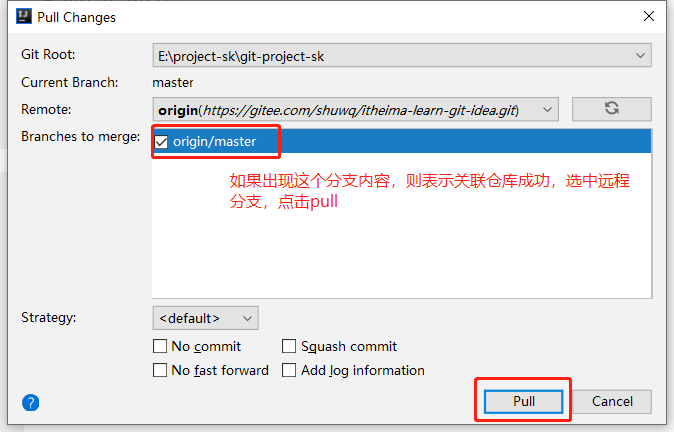 Pull Changes
Git Root:
E:\project-sk\git-project-sk
Current Branch:
master
Remote:
origin(https://gitee.com/shuwq/itheima-learn-git-idea.git)
Branches to merge:
origin/master
如果出现这个分支内容，则表示关联仓库成功，选中远程
分支，点击pull
Strategy:
<default>
No commit
Squash commit
No fast forward
Add log information
?
Pull
Cancel